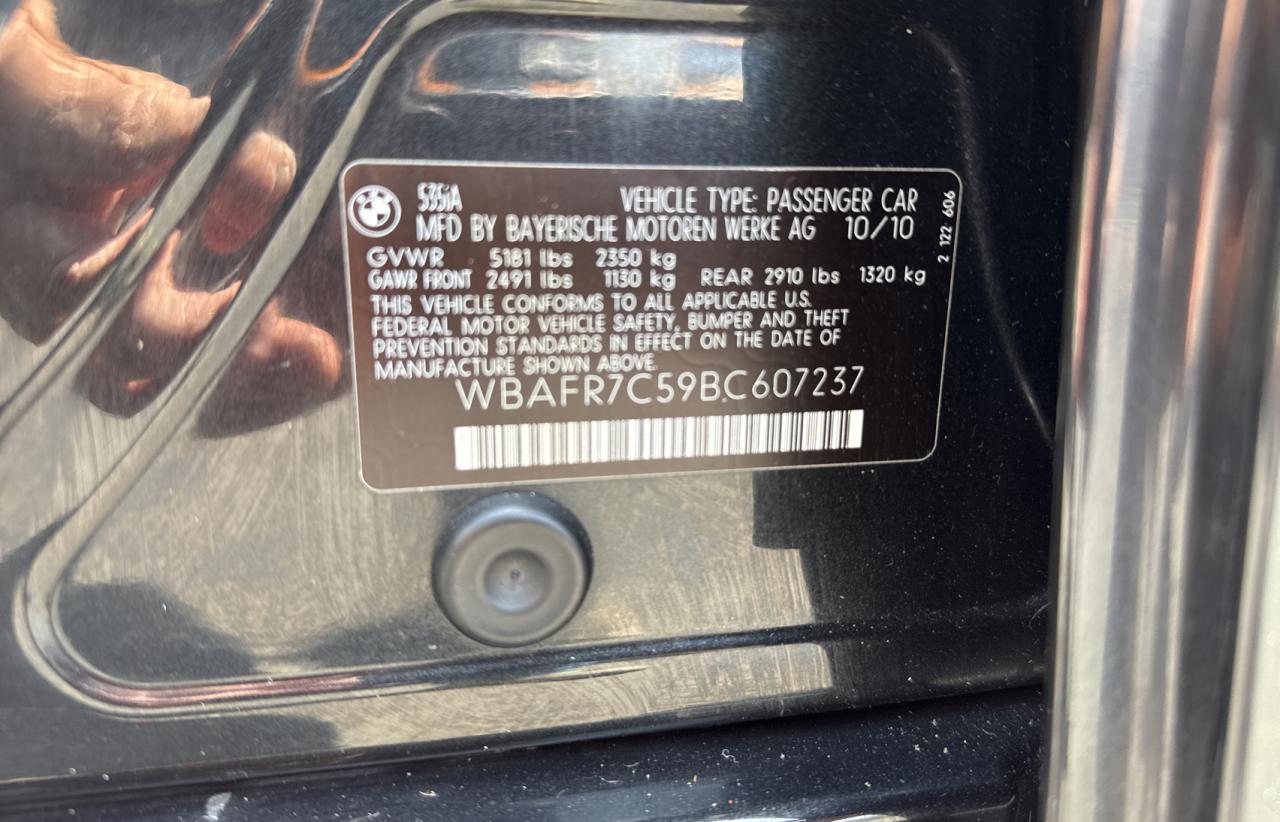 535iA VEHICLE TYPE: PASSENGER CAR
MFD BY BAYERISCHE MOTOREN WERKE AG 10/10
GVWR 5181 lbs 2350 kg
GAWR FRONT 2491 lbs 1130 kg REAR 2910 lbs 1320 kg
THIS VEHICLE CONFORMS TO ALL APPLICABLE U.S.
FEDERAL MOTOR VEHICLE SAFETY, BUMPER AND THEFT
PREVENTION STANDARDS IN EFFECT ON THE DATE OF
MANUFACTURE SHOWN ABOVE.
WBAFR7C59BC607237
2 122 606